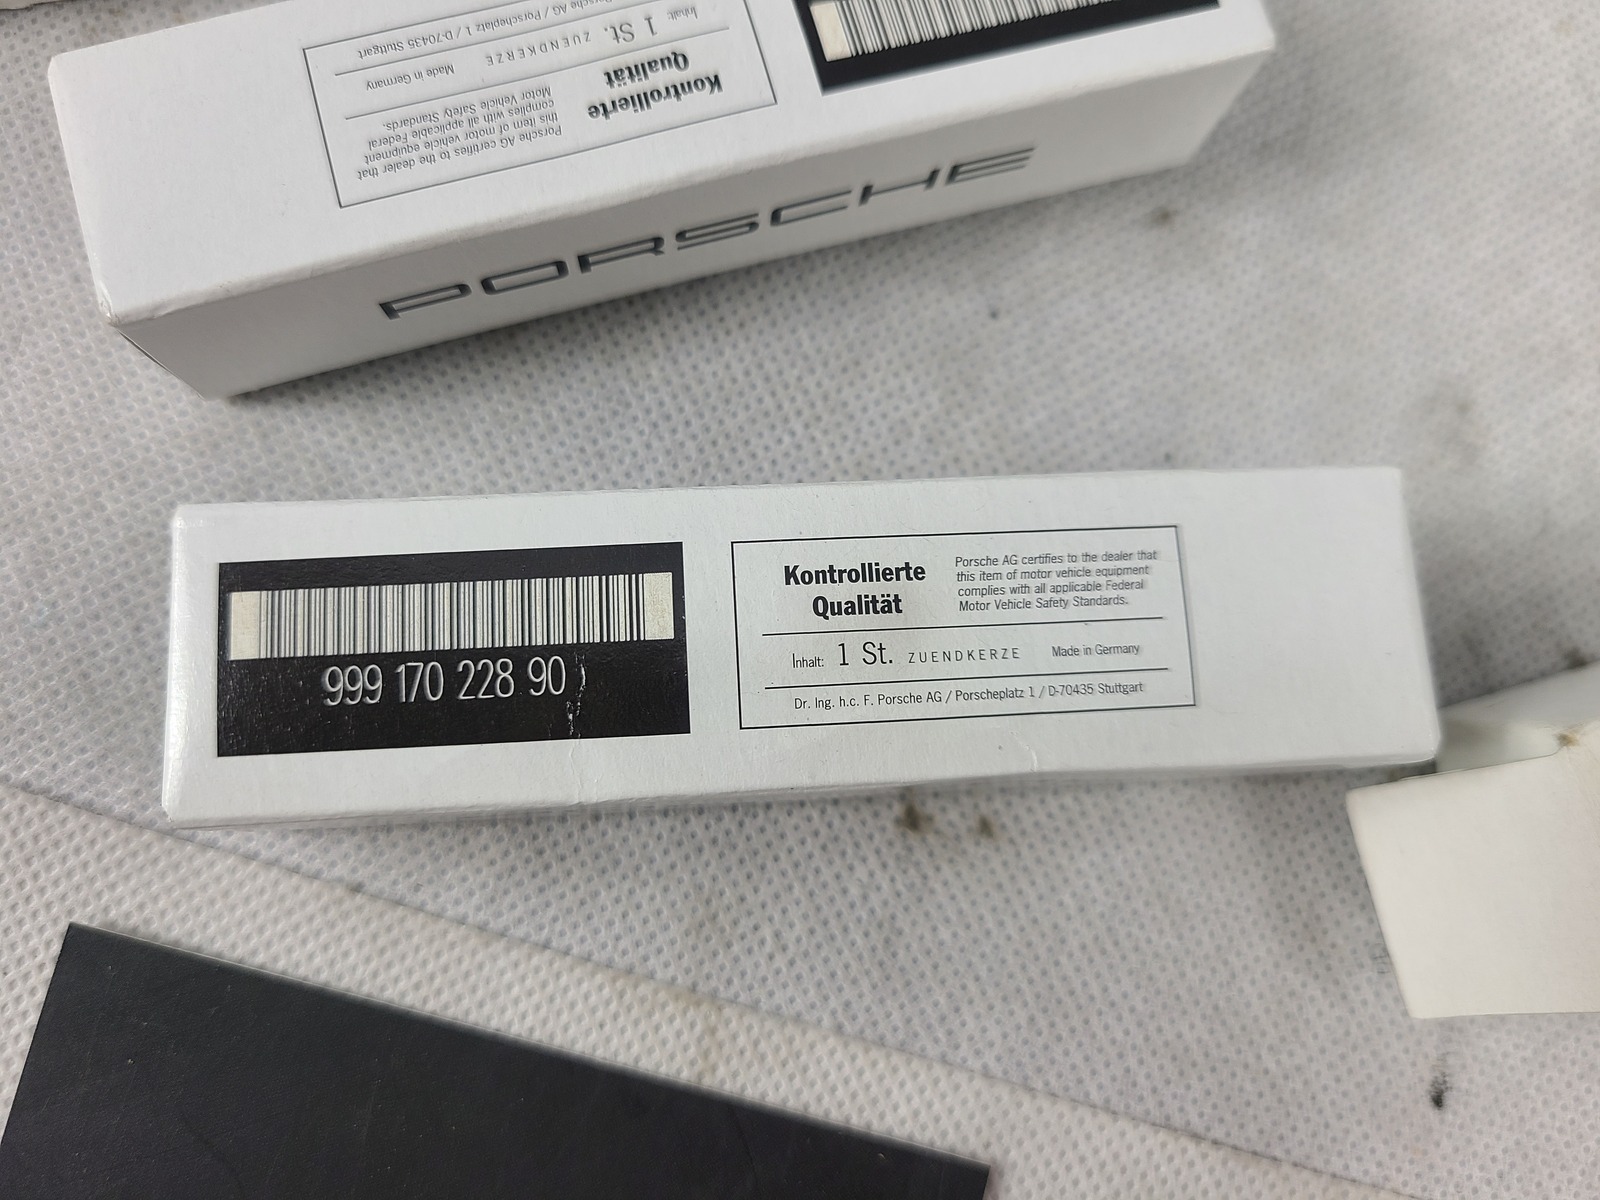 Porsche AG certifies to the dealer that
this item of motor vehicle equipment
complies with all applicable Federal
Motor Vehicle Safety Standards.
Kontrollierte
Qualität
Inhalt: 1 St. ZUENDKERZE Made in Germany
Porsche AG / Porscheplatz 1 / D-70435 Stuttgart
PORSCHE
999 170 228 90
Kontrollierte
Qualität
Porsche AG certifies to the dealer that
this item of motor vehicle equipment
complies with all applicable Federal
Motor Vehicle Safety Standards.
Inhalt: 1 St. ZUENDKERZE Made in Germany
Dr. Ing. h.c. F. Porsche AG / Porscheplatz 1 / D-70435 Stuttgart